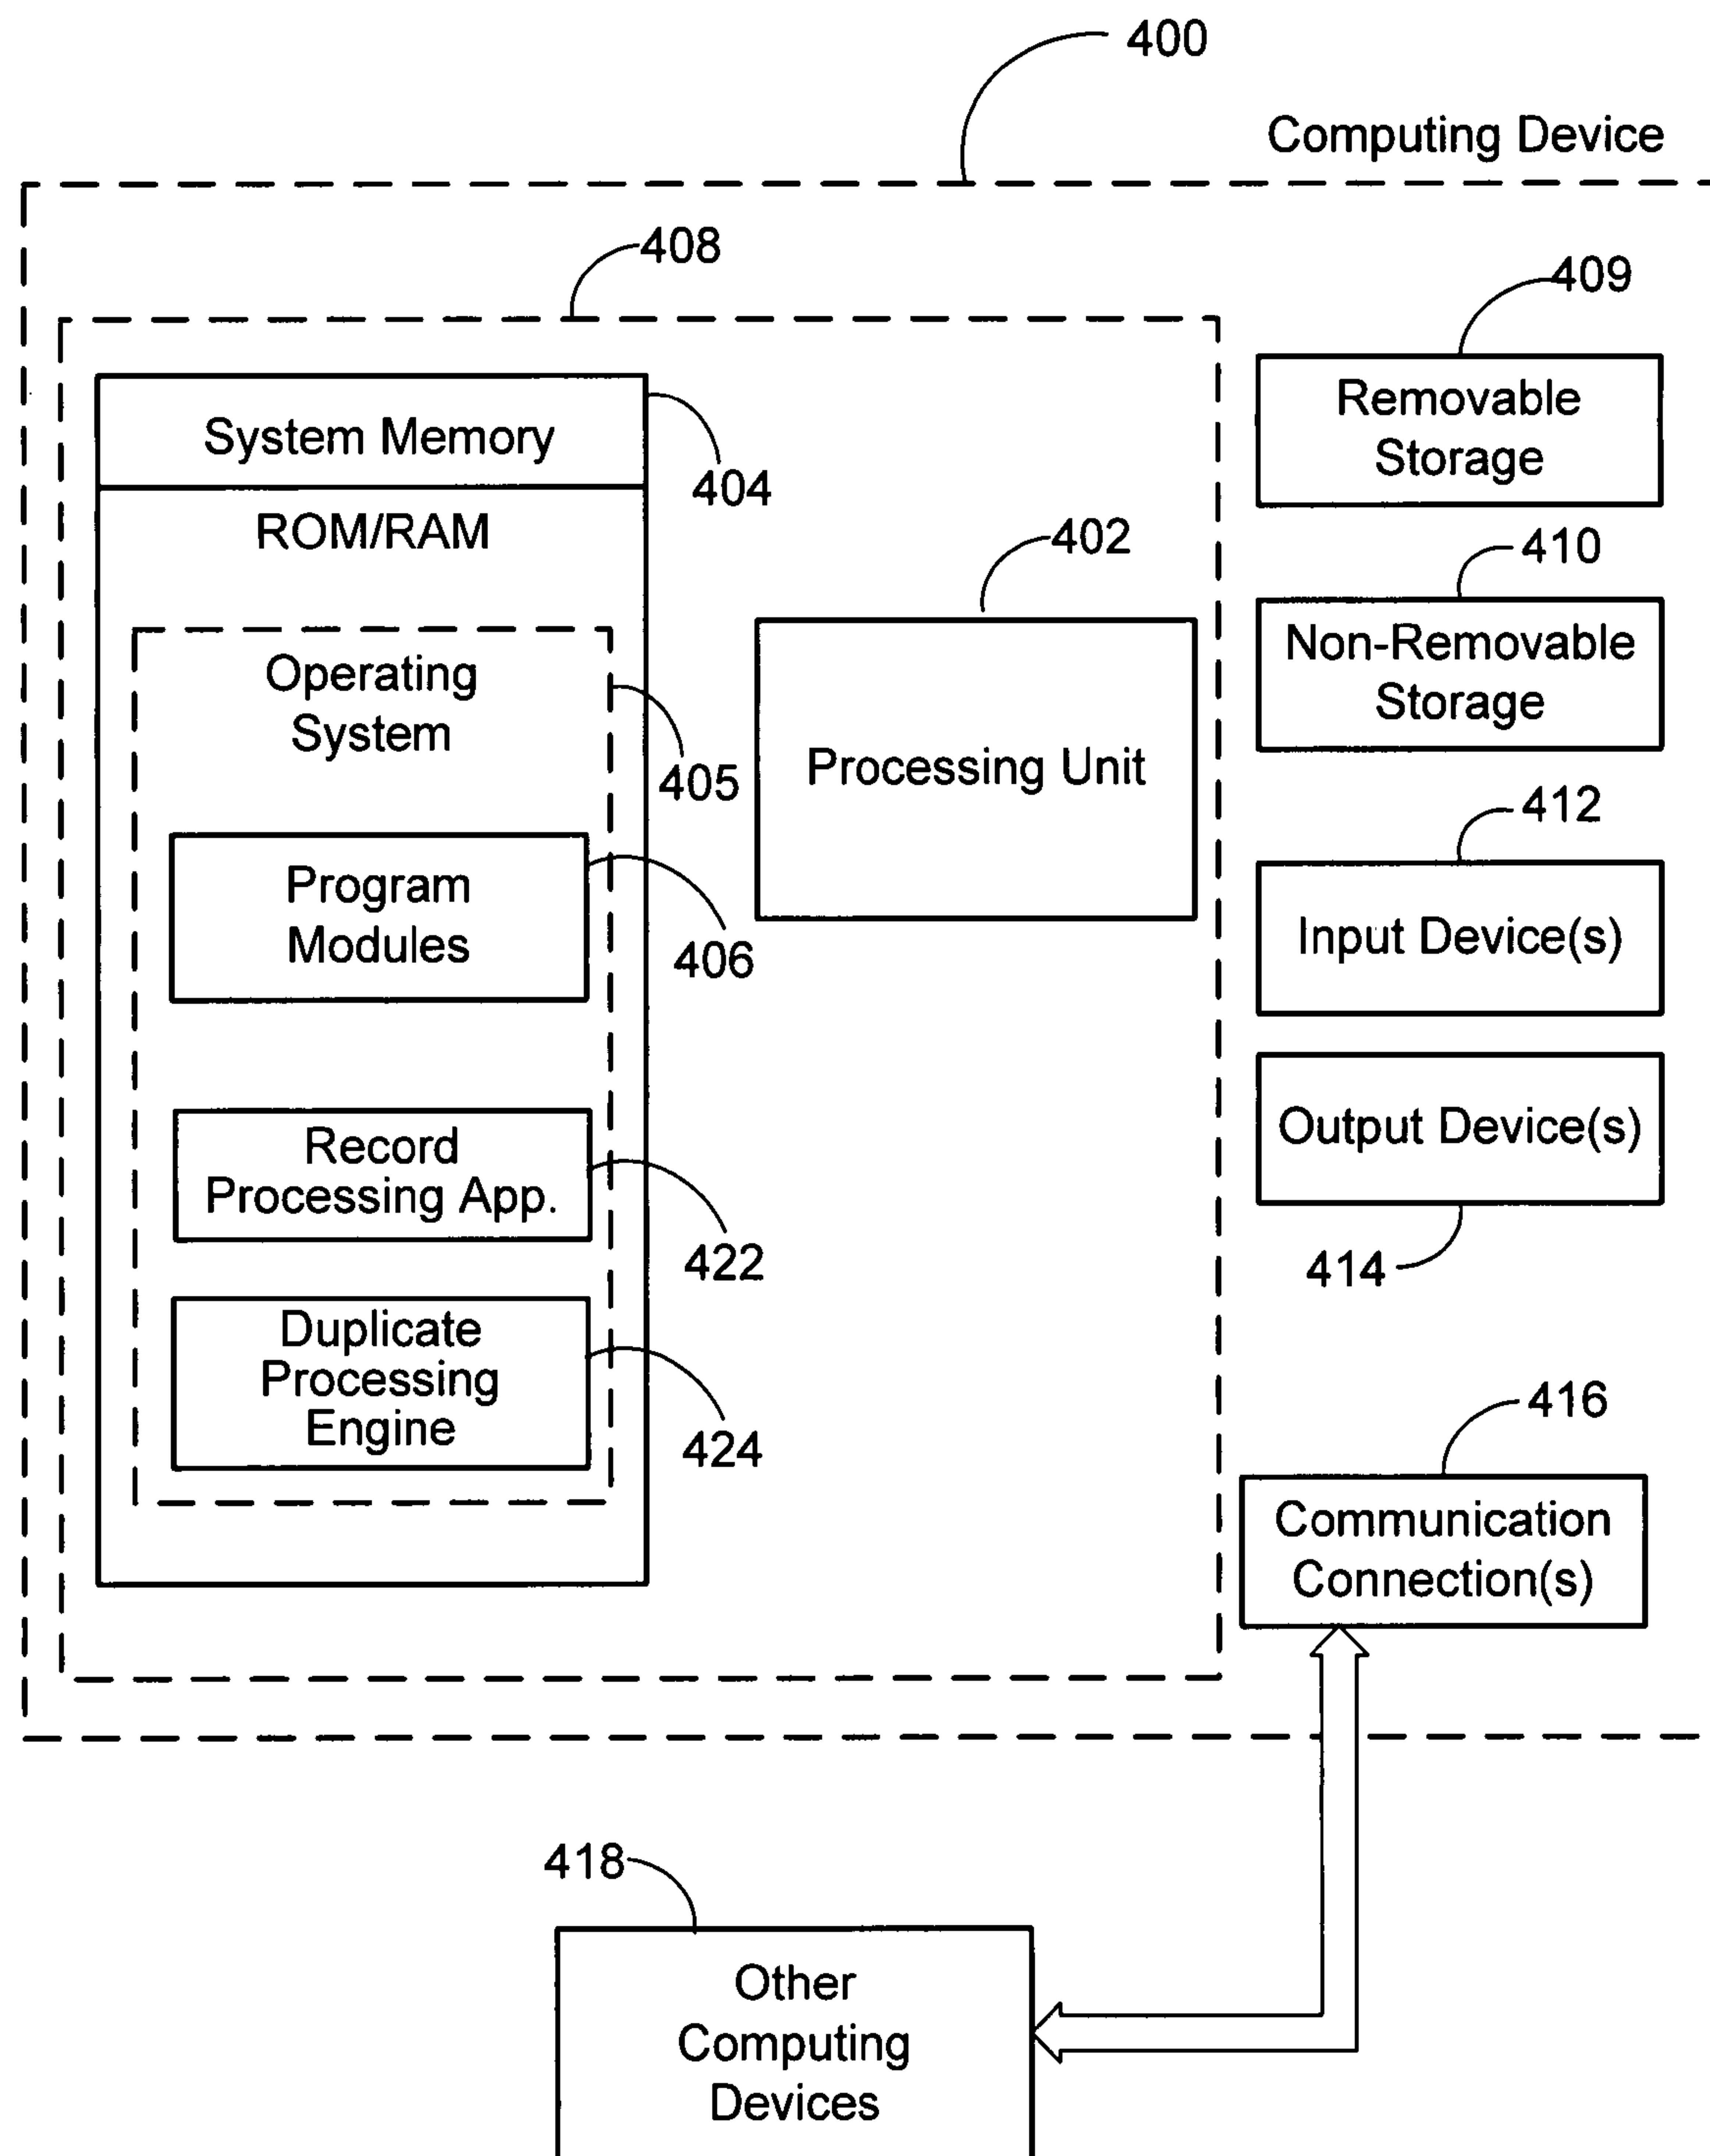 400
Computing Device
408
409
System Memory
404
ROM/RAM
Removable
Storage
402
410
Operating
System
405
Processing Unit
Non-Removable
Storage
412
Program
Modules
406
Input Device(s)
Record
Processing App.
422
Output Device(s)
414
Duplicate
Processing
Engine
424
416
Communication
Connection(s)
418
Other
Computing
Devices